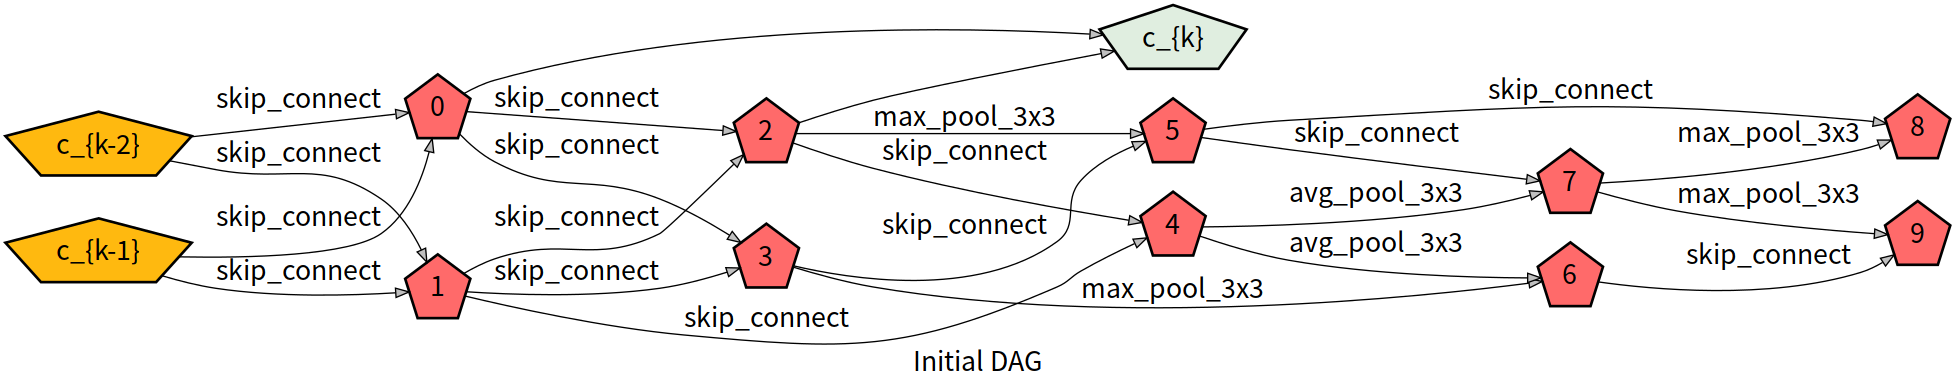 c_{k}
skip_connect
skip_connect
skip_connect
0
max_pool_3x3
skip_connect
8
2
5
skip_connect
max_pool_3x3
c_{k-2}
skip_connect
skip_connect
skip_connect
7
avg_pool_3x3
max_pool_3x3
skip_connect
skip_connect
skip_connect
4
9
c_{k-1}
avg_pool_3x3
skip_connect
3
skip_connect
skip_connect
6
1
max_pool_3x3
skip_connect
Initial DAG